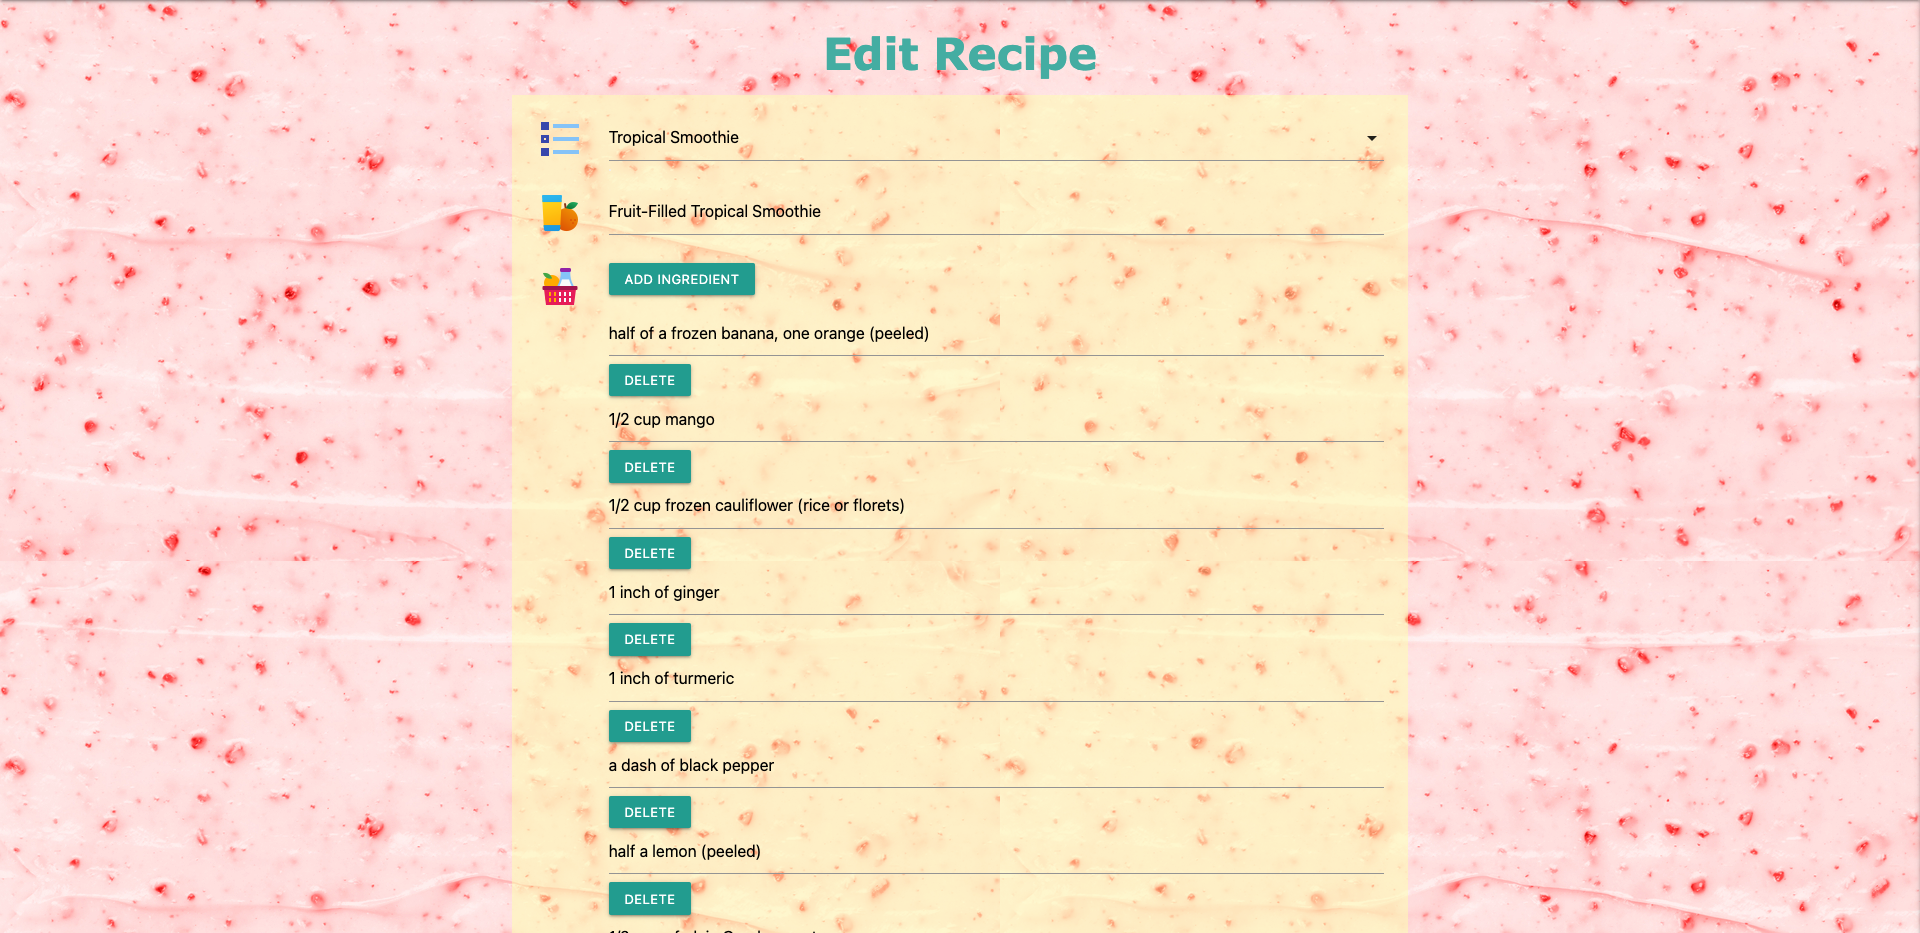 Edit Recipe
Tropical Smoothie
Fruit-Filled Tropical Smoothie
ADD INGREDIENT
half of a frozen banana, one orange (peeled)
DELETE
1/2 cup mango
DELETE
1/2 cup frozen cauliflower (rice or florets)
DELETE
1 inch of ginger
DELETE
1 inch of turmeric
DELETE
a dash of black pepper
DELETE
half a lemon (peeled)
DELETE